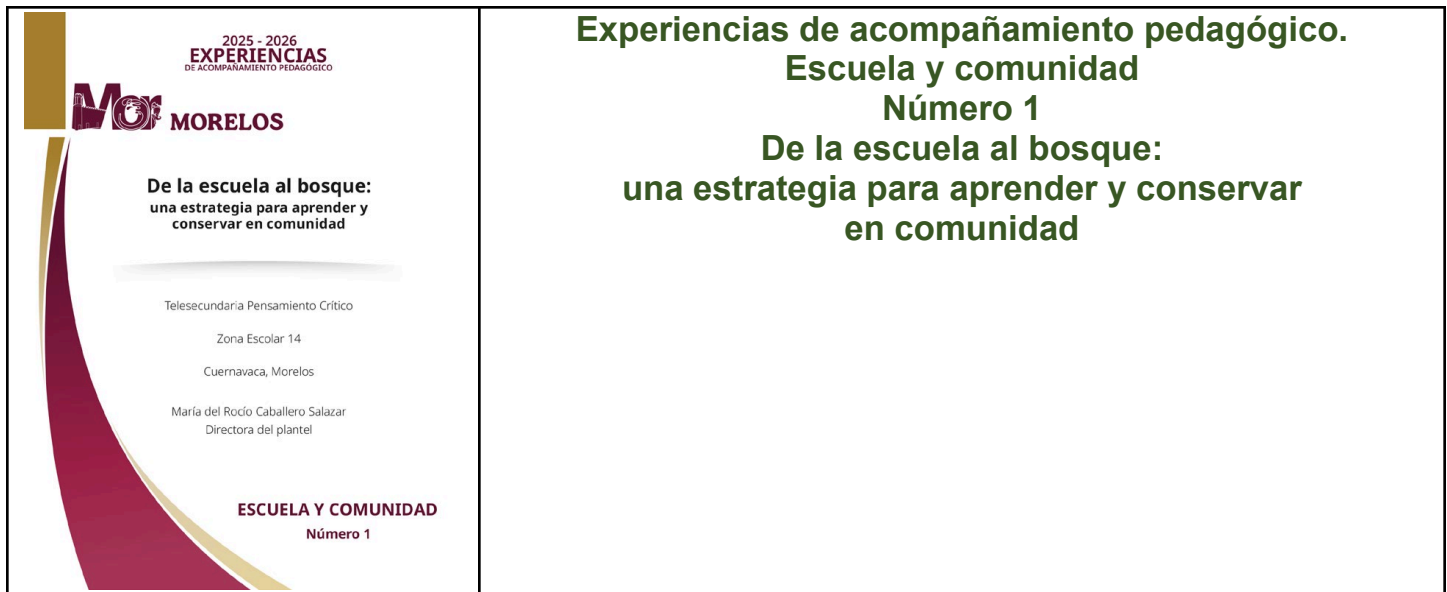 2025 - 2026
EXPERIENCIAS
DE ACOMPAÑAMIENTO PEDAGÓGICO
Mor MORELOS
De la escuela al bosque:
una estrategia para aprender y
conservar en comunidad
Telesecundaria Pensamiento Crítico
Zona Escolar 14
Cuernavaca, Morelos
María del Rocío Caballero Salazar
Directora del plantel
ESCUELA Y COMUNIDAD
Número 1
Experiencias de acompañamiento pedagógico.
Escuela y comunidad
Número 1
De la escuela al bosque:
una estrategia para aprender y conservar
en comunidad